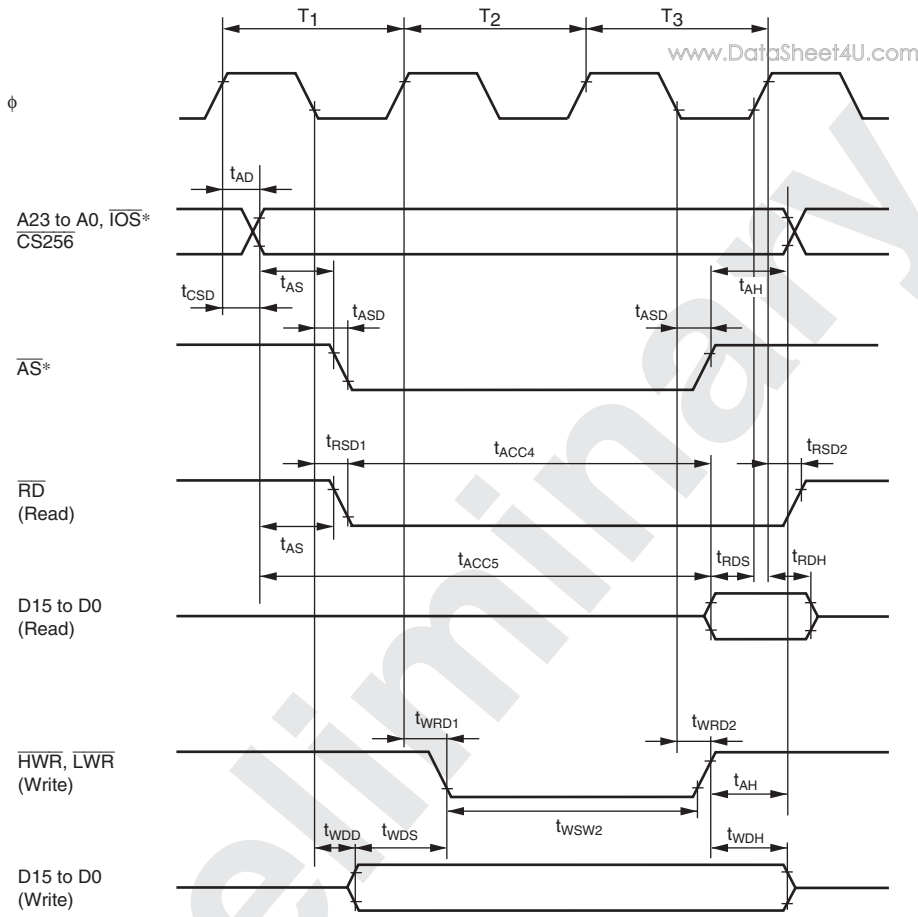 T1 T2 T3
www.DataSheet4U.com
φ
tAD
A23 to A0, IOS*
CS256
tAS tAH
tCSD
tASD tASD
AS*
tRSD1 tACC4 tRSD2
RD
(Read)
tAS
tACC5 tRDS tRDH
D15 to D0
(Read)
tWRD1 tWRD2
HWR, LWR
(Write)
tAH
tWSW2
tWDD tWDS tWDH
D15 to D0
(Write)
eliminary